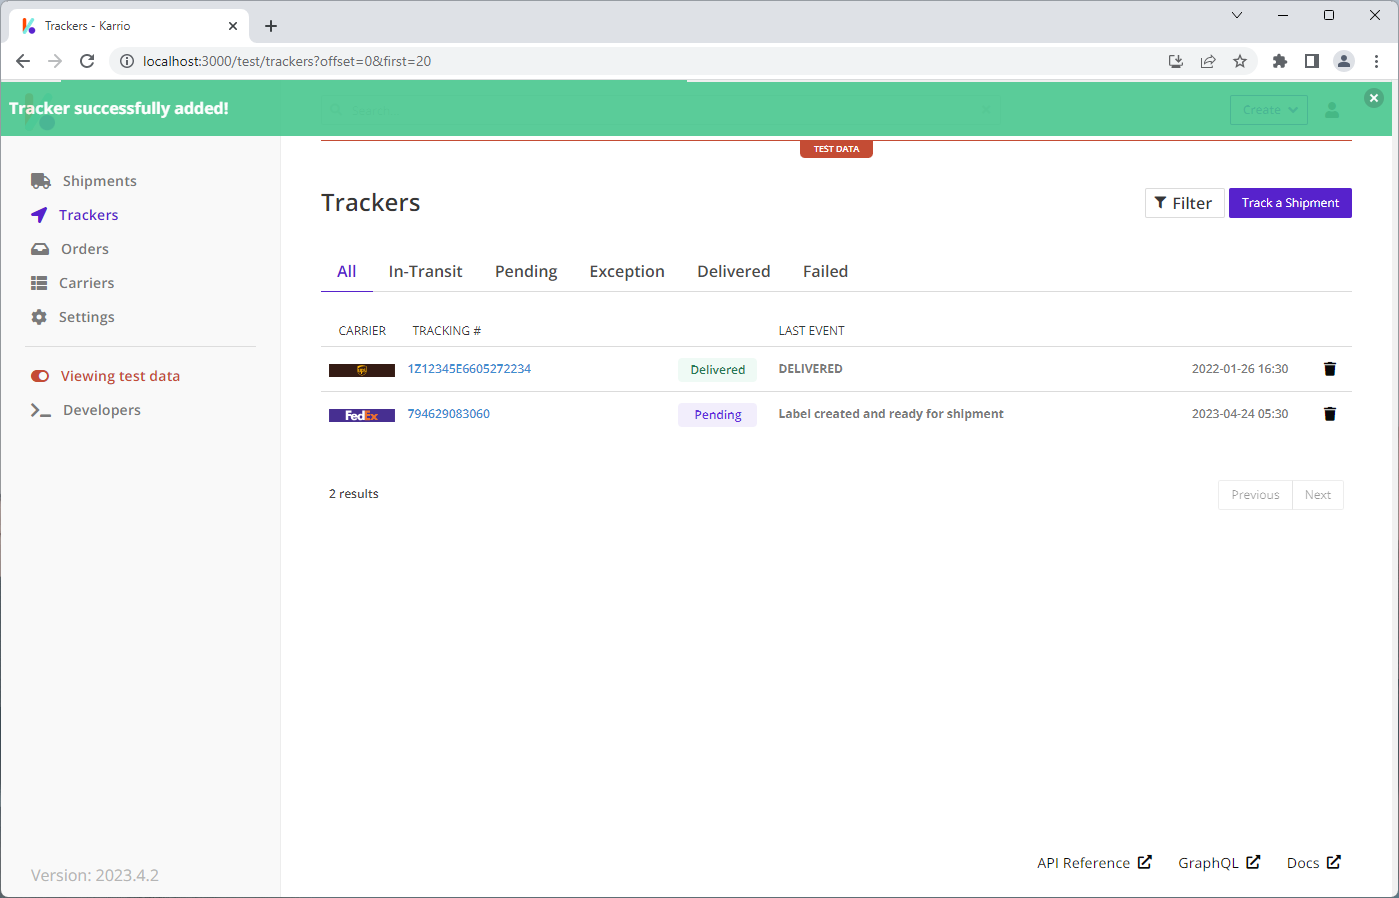 Trackers - Karrio
localhost:3000/test/trackers?offset=0&first=20
Tracker successfully added!
Create
TEST DATA
Shipments
Trackers
Orders
Carriers
Settings
Viewing test data
Developers
Version: 2023.4.2
Trackers
Filter
Track a Shipment
All In-Transit Pending Exception Delivered Failed
CARRIER TRACKING # LAST EVENT
ups 1Z12345E6605272234 Delivered DELIVERED 2022-01-26 16:30
FedEx 794629083060 Pending Label created and ready for shipment 2023-04-24 05:30
2 results
Previous Next
API Reference GraphQL Docs